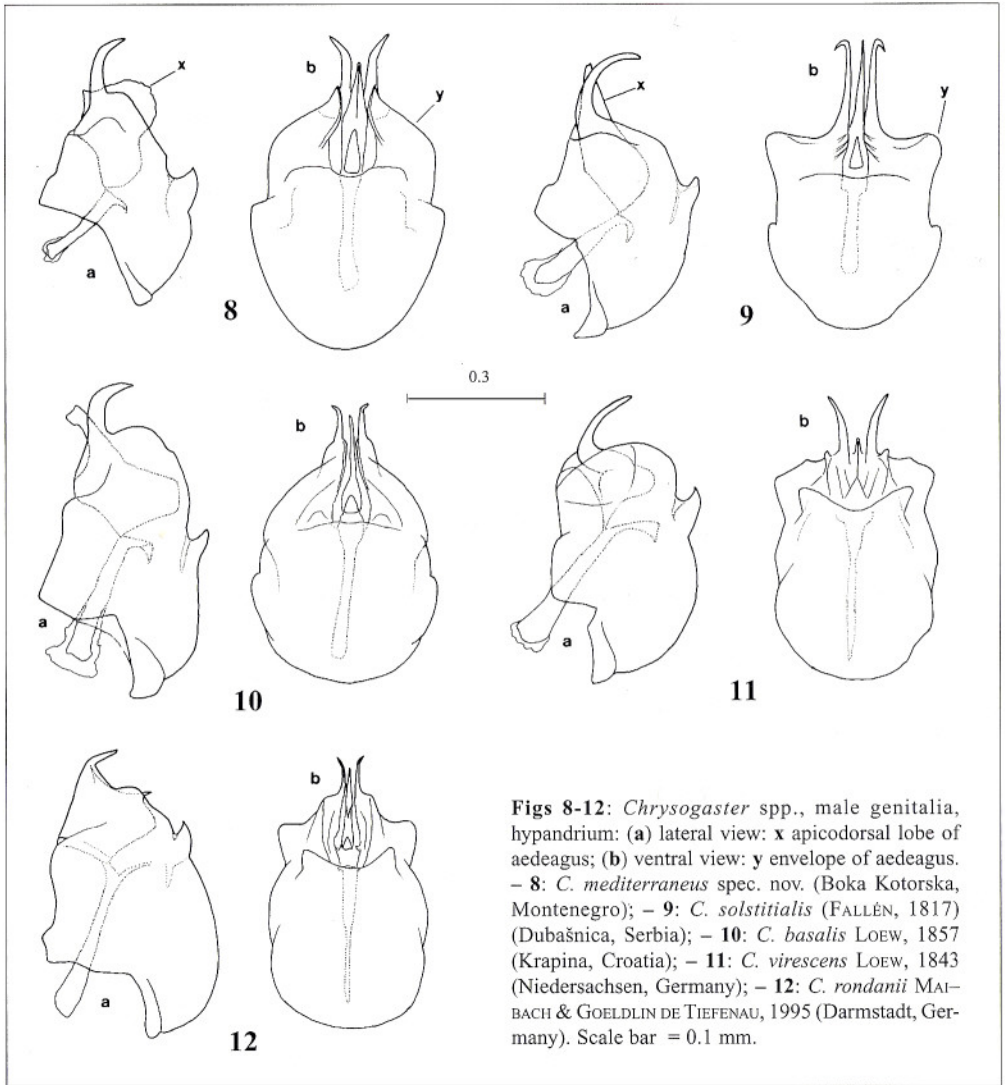 x
b
y
a
8
b
x
y
a
9
0.3
b
a
10
b
a
11
b
a
12
Figs 8-12: Chrysogaster spp., male genitalia,
hypandrium: (a) lateral view: x apicodorsal lobe of
aedeagus; (b) ventral view: y envelope of aedeagus.
– 8: C. mediterraneus spec. nov. (Boka Kotorska,
Montenegro); – 9: C. solstitialis (FALLÉN, 1817)
(Dubašnica, Serbia); – 10: C. basalis LOEW, 1857
(Krapina, Croatia); – 11: C. virescens LOEW, 1843
(Niedersachsen, Germany); – 12: C. rondanii MAI–
BACH & GOELDLIN DE TIEFENAU, 1995 (Darmstadt, Ger-
many). Scale bar = 0.1 mm.